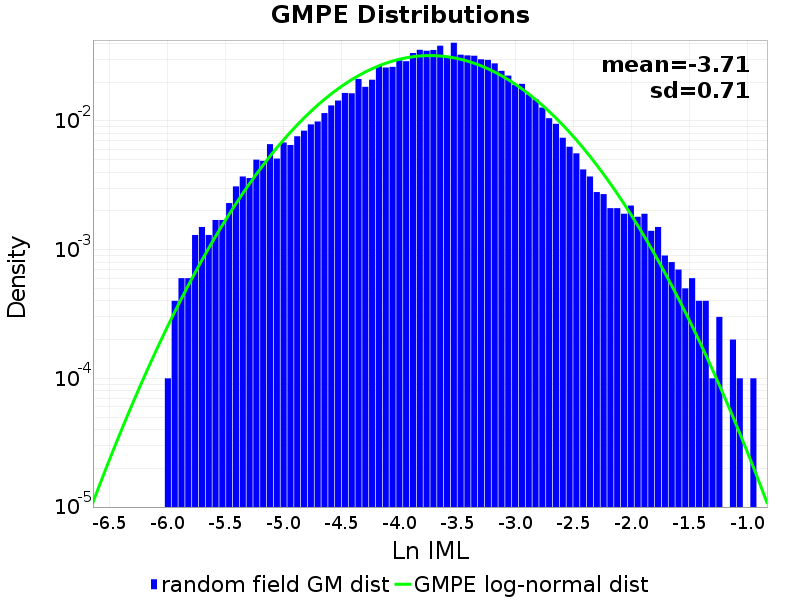 GMPE Distributions
mean=-3.71
sd=0.71
Density
10^-2
10^-3
10^-4
10^-5
-6.5 -6.0 -5.5 -5.0 -4.5 -4.0 -3.5 -3.0 -2.5 -2.0 -1.5 -1.0
Ln IML
random field GM dist GMPE log-normal dist